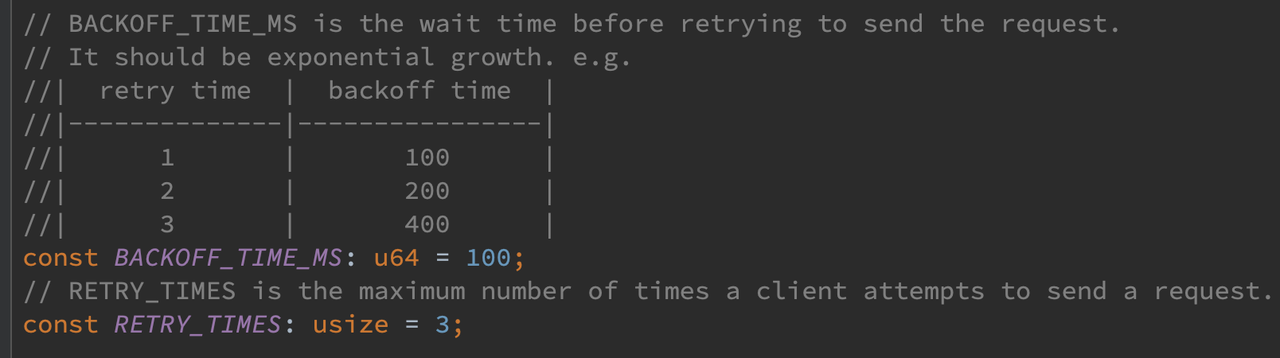 // BACKOFF_TIME_MS is the wait time before retrying to send the request.
// It should be exponential growth. e.g.
//|  retry time  |  backoff time  |
//|--------------|----------------|
//|      1       |       100      |
//|      2       |       200      |
//|      3       |       400      |
const BACKOFF_TIME_MS: u64 = 100;
// RETRY_TIMES is the maximum number of times a client attempts to send a request.
const RETRY_TIMES: usize = 3;